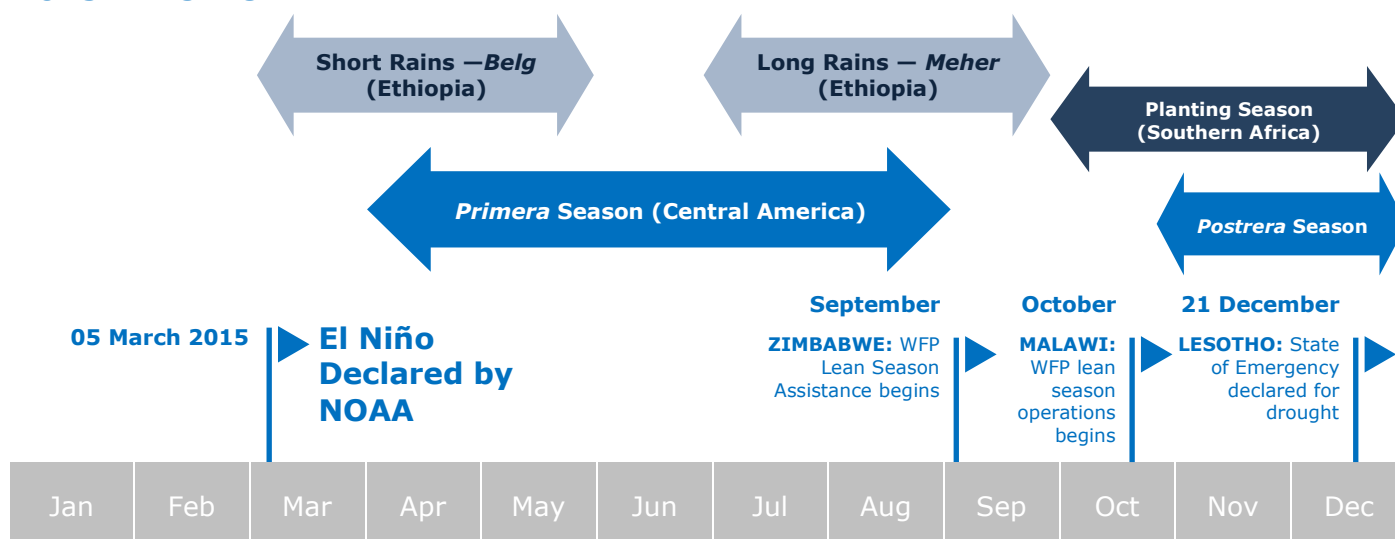 Short Rains —Belg
(Ethiopia)
Long Rains — Meher
(Ethiopia)
Planting Season
(Southern Africa)
Primera Season (Central America)
Postrera Season
05 March 2015
El Niño
Declared by
NOAA
September
ZIMBABWE: WFP
Lean Season
Assistance begins
October
MALAWI:
WFP lean
season
operations
begins
21 December
LESOTHO: State
of Emergency
declared for
drought
Jan
Feb
Mar
Apr
May
Jun
Jul
Aug
Sep
Oct
Nov
Dec